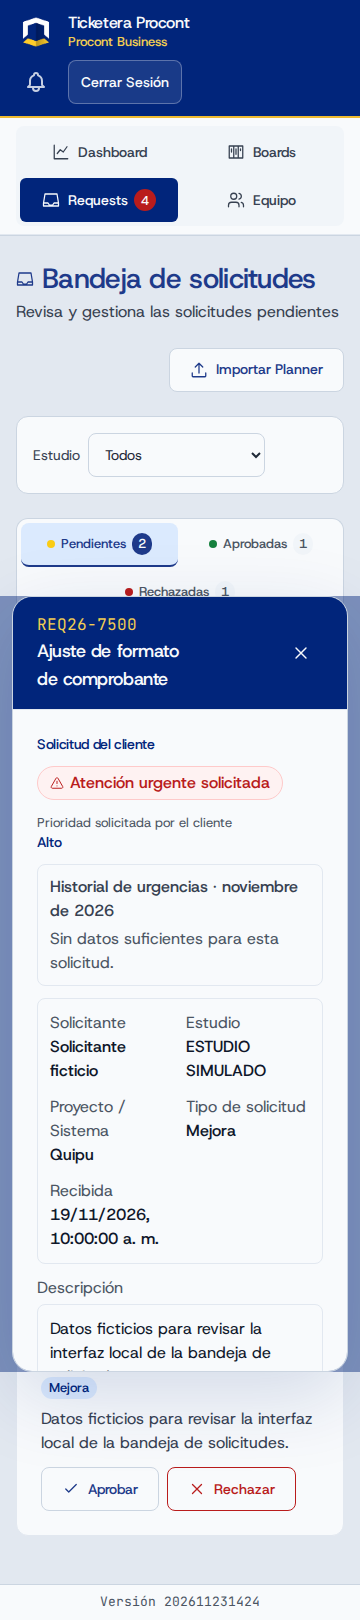 Ticketera Procont
Procont Business
Cerrar Sesión
Dashboard
Boards
Requests 4
Equipo
Bandeja de solicitudes
Revisa y gestiona las solicitudes pendientes
Importar Planner
Estudio
Todos
Pendientes 2
Aprobadas 1
Rechazadas 1
REQ26-7500
Ajuste de formato
de comprobante
Solicitud del cliente
Atención urgente solicitada
Prioridad solicitada por el cliente
Alto
Historial de urgencias · noviembre
de 2026
Sin datos suficientes para esta
solicitud.
Solicitante
Solicitante
ficticio
Estudio
ESTUDIO
SIMULADO
Proyecto /
Sistema
Quipu
Tipo de solicitud
Mejora
Recibida
19/11/2026,
10:00:00 a. m.
Descripción
Datos ficticios para revisar la
interfaz local de la bandeja de
Mejora
Datos ficticios para revisar la interfaz
local de la bandeja de solicitudes.
Aprobar
Rechazar
Versión 202611231424